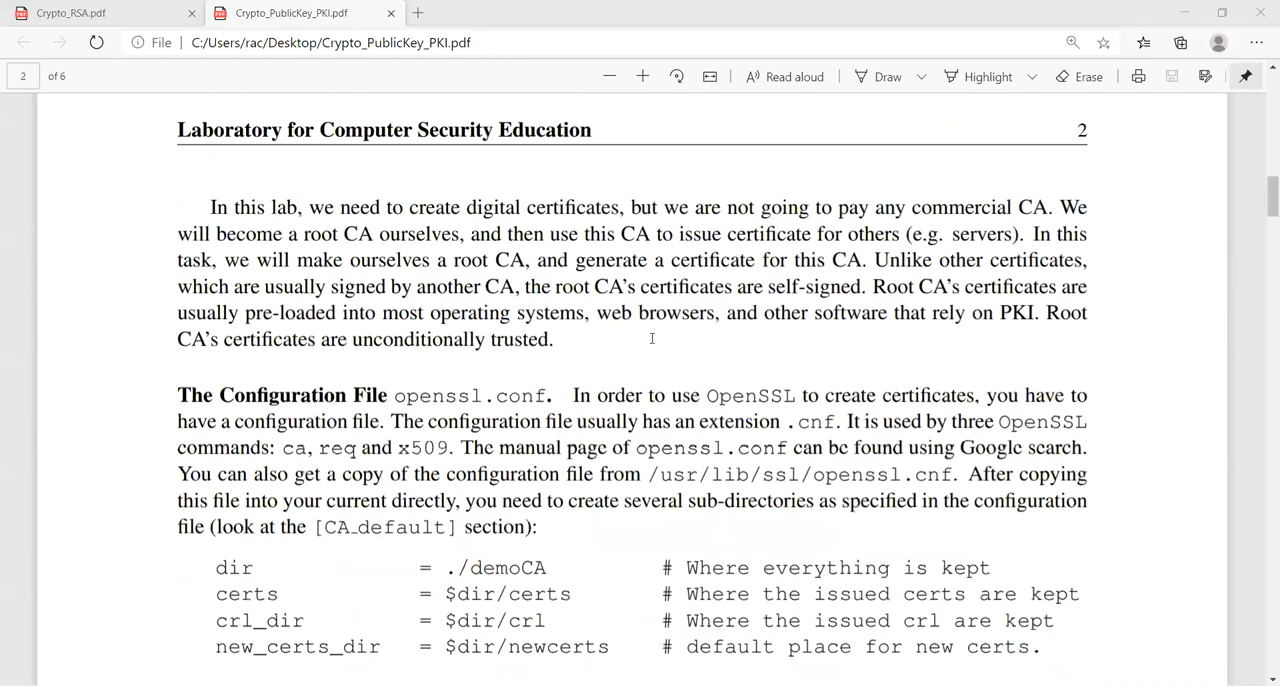 Crypto_RSA.pdf
Crypto_PublicKey_PKI.pdf
File
C:/Users/rac/Desktop/Crypto_PublicKey_PKI.pdf
2
of 6
Read aloud
Draw
Highlight
Erase
Laboratory for Computer Security Education 2
In this lab, we need to create digital certificates, but we are not going to pay any commercial CA. We
will become a root CA ourselves, and then use this CA to issue certificate for others (e.g. servers). In this
task, we will make ourselves a root CA, and generate a certificate for this CA. Unlike other certificates,
which are usually signed by another CA, the root CA's certificates are self-signed. Root CA's certificates are
usually pre-loaded into most operating systems, web browsers, and other software that rely on PKI. Root
CA's certificates are unconditionally trusted.
The Configuration File openssl.conf. In order to use OpenSSL to create certificates, you have to
have a configuration file. The configuration file usually has an extension .cnf. It is used by three OpenSSL
commands: ca, req and x509. The manual page of openssl.conf can be found using Google search.
You can also get a copy of the configuration file from /usr/lib/ssl/openssl.cnf. After copying
this file into your current directly, you need to create several sub-directories as specified in the configuration
file (look at the [CA_default] section):
dir = ./demoCA # Where everything is kept
certs = $dir/certs # Where the issued certs are kept
crl_dir = $dir/crl # Where the issued crl are kept
new_certs_dir = $dir/newcerts # default place for new certs.